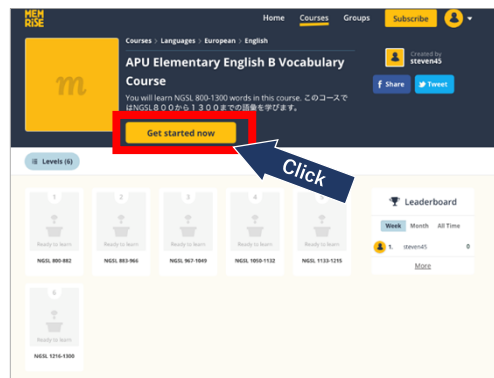 MEM
RiSE
Home Courses Groups Subscribe
Courses > Languages > European > English
APU Elementary English B Vocabulary
Course
Created by
steven45
Share Tweet
m
You will learn NGSL 800-1300 words in this course. このコースで
はNGSL８００から１３００までの語彙を学びます。
Get started now
Click
Levels (6)
1 2 3 4
Ready to learn Ready to learn Ready to learn Ready to learn Ready to learn
NGSL 800-882 NGSL 883-966 NGSL 967-1049 NGSL 1050-1132 NGSL 1133-1215
Leaderboard
Week Month All Time
1. steven45 0
More
6
Ready to learn
NGSL 1216-1300